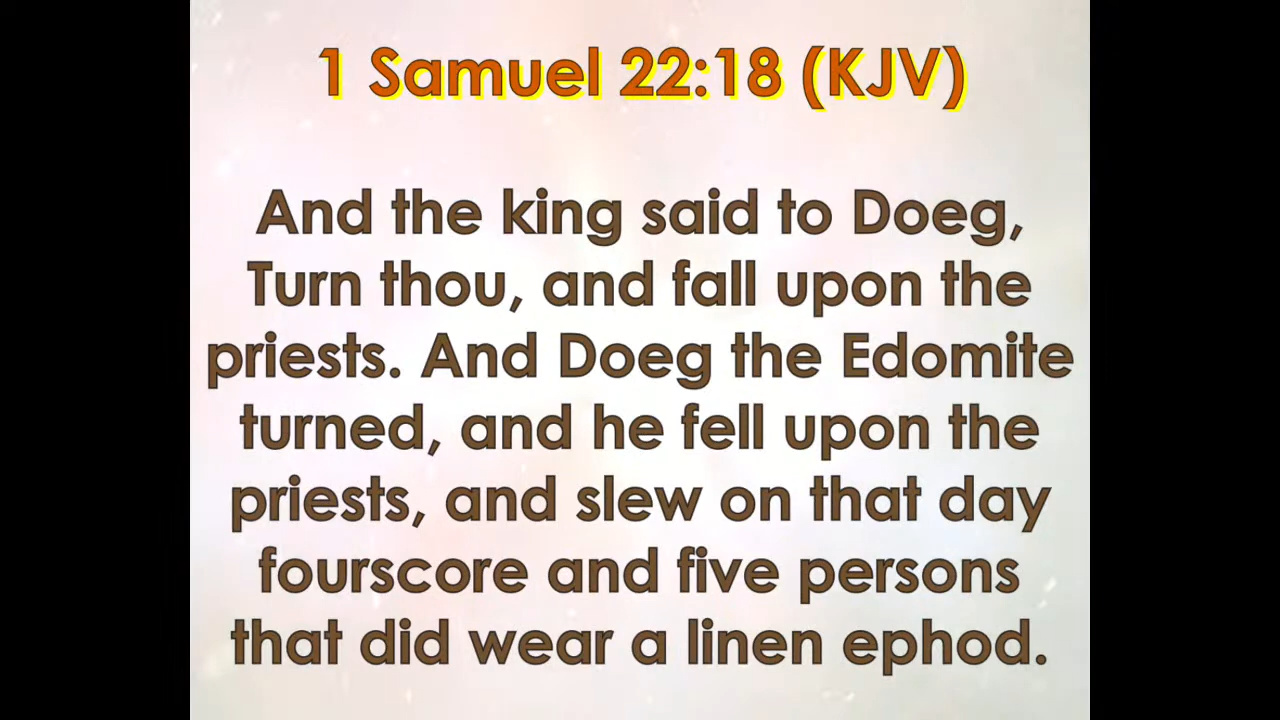 1 Samuel 22:18 (KJV)
And the king said to Doeg,
Turn thou, and fall upon the
priests. And Doeg the Edomite
turned, and he fell upon the
priests, and slew on that day
fourscore and five persons
that did wear a linen ephod.